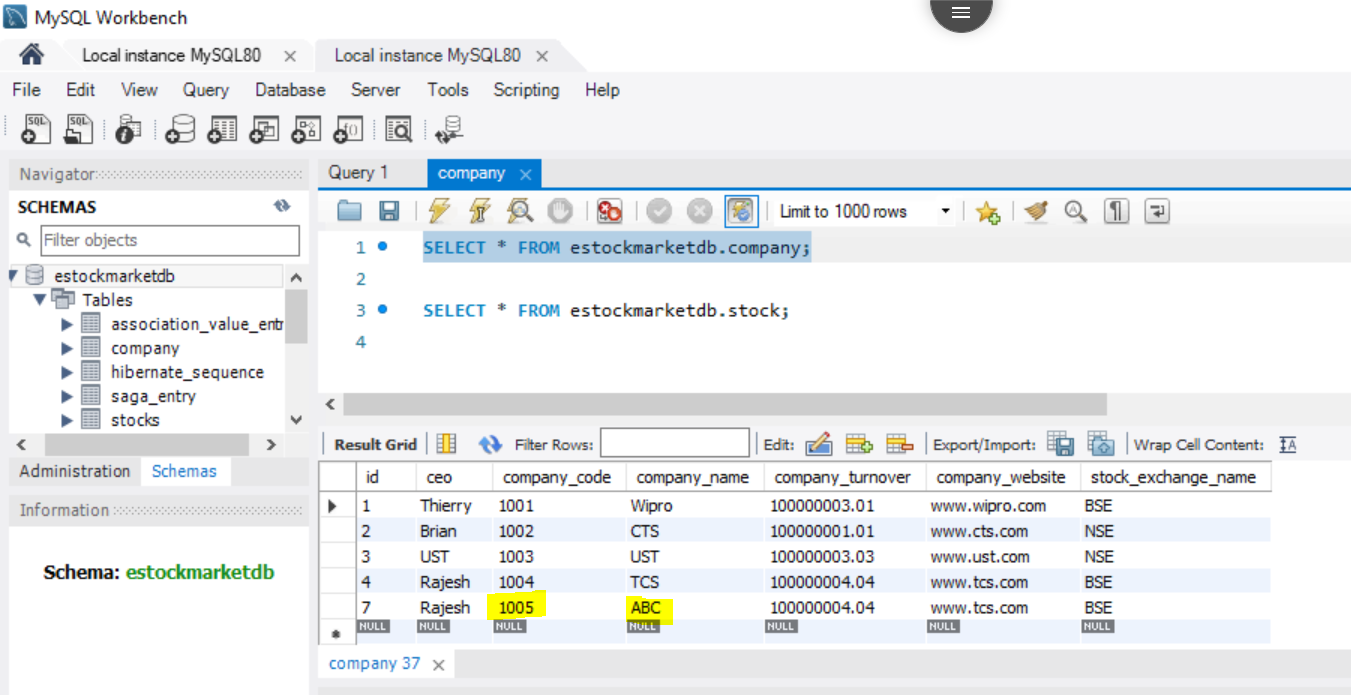 MySQL Workbench
Local instance MySQL80 × Local instance MySQL80 ×
File Edit View Query Database Server Tools Scripting Help
SQL SQL
Navigator
SCHEMAS
Filter objects
estockmarketdb
Tables
association_value_entr
company
hibernate_sequence
saga_entry
stocks
Administration Schemas
Information
Schema: estockmarketdb
Query 1 company ×
Limit to 1000 rows
1 SELECT * FROM estockmarketdb.company;
2
3 SELECT * FROM estockmarketdb.stock;
4
Result Grid Filter Rows: Edit: Export/Import: Wrap Cell Content: IA
id ceo company_code company_name company_turnover company_website stock_exchange_name
1 Thierry 1001 Wipro 100000003.01 www.wipro.com BSE
2 Brian 1002 CTS 100000001.01 www.cts.com NSE
3 UST 1003 UST 100000003.03 www.ust.com NSE
4 Rajesh 1004 TCS 100000004.04 www.tcs.com BSE
7 Rajesh 1005 ABC 100000004.04 www.tcs.com BSE
NULL NULL NULL NULL NULL NULL NULL
company 37 ×